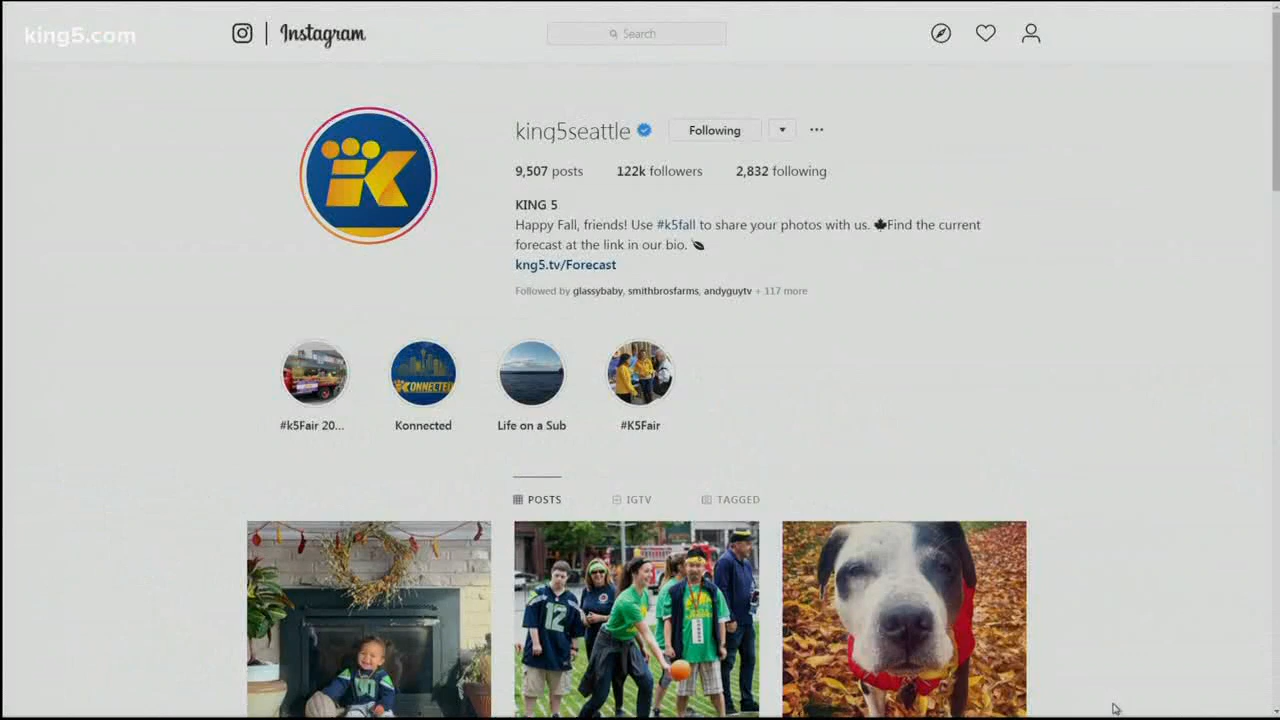 king5.com
Instagram
Search
king5seattle
Following
9,507 posts 122k followers 2,832 following
KING 5
Happy Fall, friends! Use #k5fall to share your photos with us. 🍁Find the current
forecast at the link in our bio. 🍂
kng5.tv/Forecast
Followed by glassybaby, smithbrosfarms, andyguytv + 117 more
KONNECTED
#k5Fair 20... Konnected Life on a Sub #K5Fair
POSTS IGTV TAGGED
12